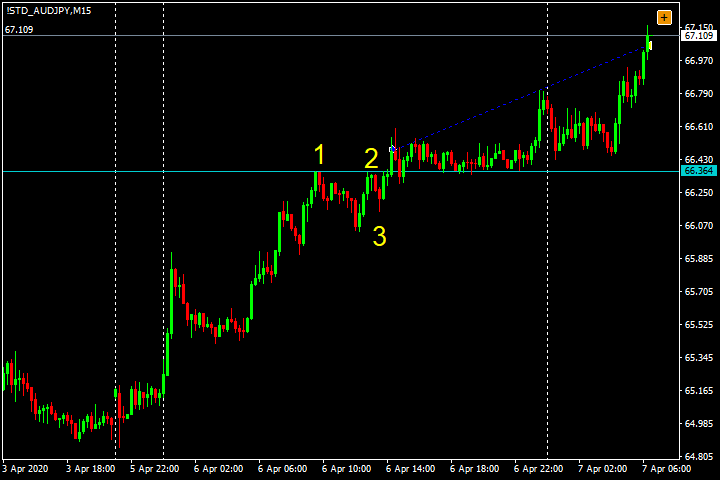 !STD_AUDJPY,M15
67.109
+
67.150
67.109
66.970
66.790
66.610
66.430
66.364
66.250
66.070
65.885
65.705
65.525
65.345
65.165
64.985
64.805
1
2
3
3 Apr 2020
3 Apr 18:00
5 Apr 22:00
6 Apr 02:00
6 Apr 06:00
6 Apr 10:00
6 Apr 14:00
6 Apr 18:00
6 Apr 22:00
7 Apr 02:00
7 Apr 06:00